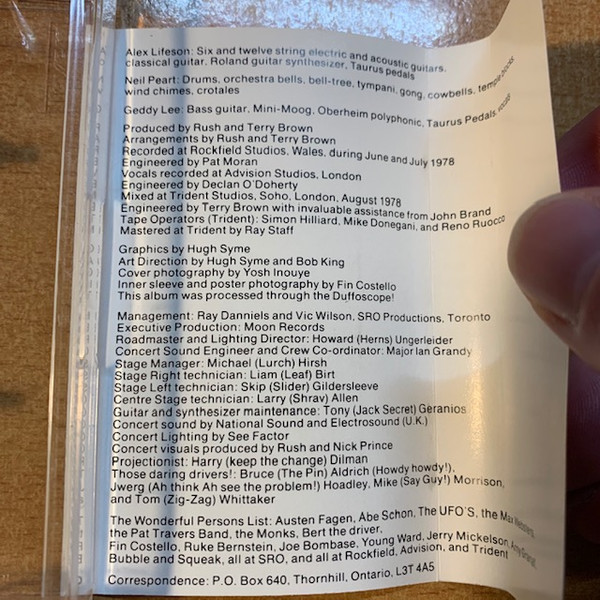 Alex Lifeson: Six and twelve string electric and acoustic guitars,
classical guitar, Roland guitar synthesizer, Taurus pedals
Neil Peart: Drums, orchestra bells, bell-tree, tympani, gong, cowbells, temple blocks
wind chimes, crotales
Geddy Lee: Bass guitar, Mini-Moog, Oberheim polyphonic, Taurus Pedals, vocals
Produced by Rush and Terry Brown
Arrangements by Rush and Terry Brown
Recorded at Rockfield Studios, Wales, during June and July 1978
Engineered by Pat Moran
Vocals recorded at Advision Studios, London
Engineered by Declan O'Doherty
Mixed at Trident Studios, Soho, London, August 1978
Engineered by Terry Brown with invaluable assistance from John Brand
Tape Operators (Trident): Simon Hilliard, Mike Donegani, and Reno Ruocco
Mastered at Trident by Ray Staff
Graphics by Hugh Syme
Art Direction by Hugh Syme and Bob King
Cover photography by Yosh Inouye
Inner sleeve and poster photography by Fin Costello
This album was processed through the Duffoscope!
Management: Ray Danniels and Vic Wilson, SRO Productions, Toronto
Executive Production: Moon Records
Roadmaster and Lighting Director: Howard (Herns) Ungerleider
Concert Sound Engineer and Crew Co-ordinator: Major Ian Grandy
Stage Manager: Michael (Lurch) Hirsh
Stage Right technician: Liam (Leaf) Birt
Stage Left technician: Skip (Slider) Gildersleeve
Centre Stage technician: Larry (Shrav) Allen
Guitar and synthesizer maintenance: Tony (Jack Secret) Geranios
Concert sound by National Sound and Electrosound (U.K.)
Concert Lighting by See Factor
Concert visuals produced by Rush and Nick Prince
Projectionist: Harry (keep the change) Dilman
Those daring drivers!: Bruce (The Pin) Aldrich (Howdy howdy!),
Jwerg (Ah think Ah see the problem!) Hoadley, Mike (Say Guy!) Morrison,
and Tom (Zig-Zag) Whittaker
The Wonderful Persons List: Austen Fagen, Abe Schon, The UFO'S, the Max Websters,
the Pat Travers Band, the Monks, Bert the driver,
Fin Costello, Ruke Bernstein, Joe Bombase, Young Ward, Jerry Mickelson, Amy
Bubble and Squeak, all at SRO, and all at Rockfield, Advision, and Trident
Correspondence: P.O. Box 640, Thornhill, Ontario, L3T 4A5